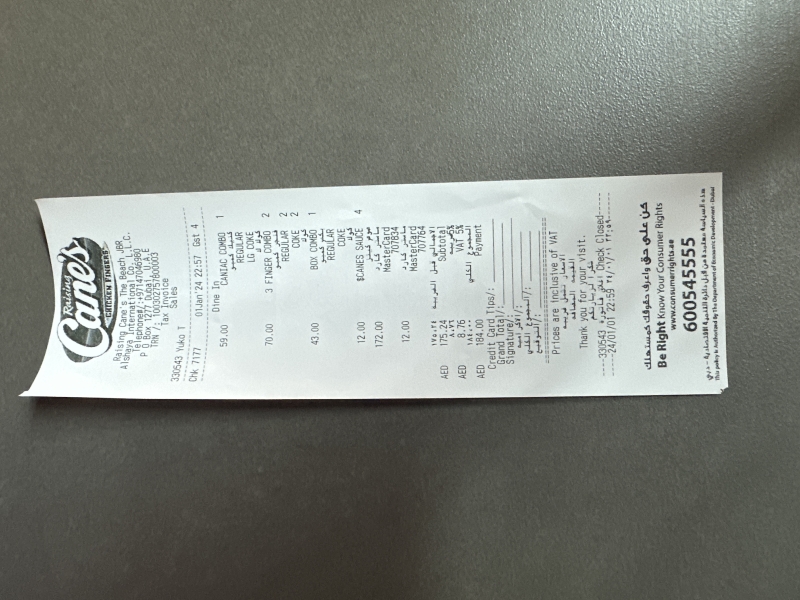 Raising
Cane's
CHICKEN FINGERS
Raising Cane's The Beach JBR
Alshaya International Co. L.L.C.
P O Box 1277 Dubai, U.A.E
TRN /: 100302757800003
Tax Invoice
Sales
330543 Yuko T
Chk 7177 01Jan'24 22:57 Gst 4
Dine In
59.00 CANIAC COMBO 1
REGULAR
LG COKE
70.00 3 FINGER COMBO 2
REGULAR 2
COKE 2
43.00 BOX COMBO 1
REGULAR
COKE
12.00 $CANES SAUCE 4
172.00 MasterCard
707834
12.00 MasterCard
707764
AED 175.24 Subtotal
AED 8.76 VAT 5%
AED 184.00 Payment
Credit Card Tips/:
Grand Total/:
Signature/:
Prices are inclusive of VAT
Thank you for your visit.
----330543 Check Closed----
----24/01/01 22:59
كن على حق واعرف حقوقك كمستهلك
Be Right Know Your Consumer Rights
www.consumerrights.ae
600545555
This policy is Authorised by The Department of Economic Development - Dubai